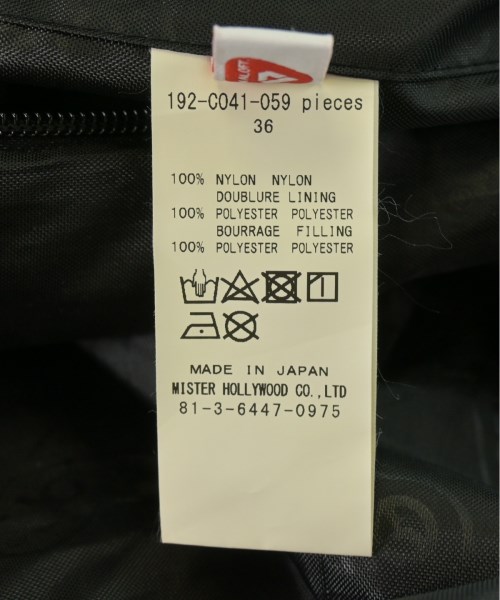 ALOFT.
192-C041-059 pieces
36
100% NYLON NYLON
DOUBLURE LINING
100% POLYESTER POLYESTER
BOURRAGE FILLING
100% POLYESTER POLYESTER
MADE IN JAPAN
MISTER HOLLYWOOD CO.,LTD
81-3-6447-0975